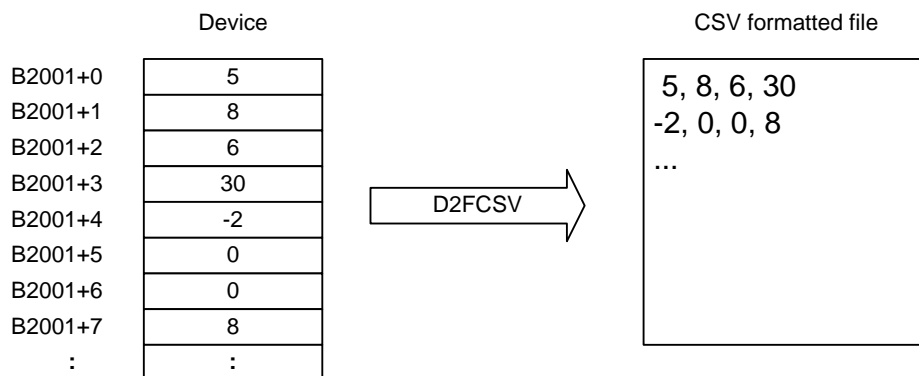 Device
CSV formatted file
B2001+0 5
B2001+1 8
B2001+2 6
B2001+3 30
B2001+4 -2
B2001+5 0
B2001+6 0
B2001+7 8
: :
D2FCSV
5, 8, 6, 30
-2, 0, 0, 8
...